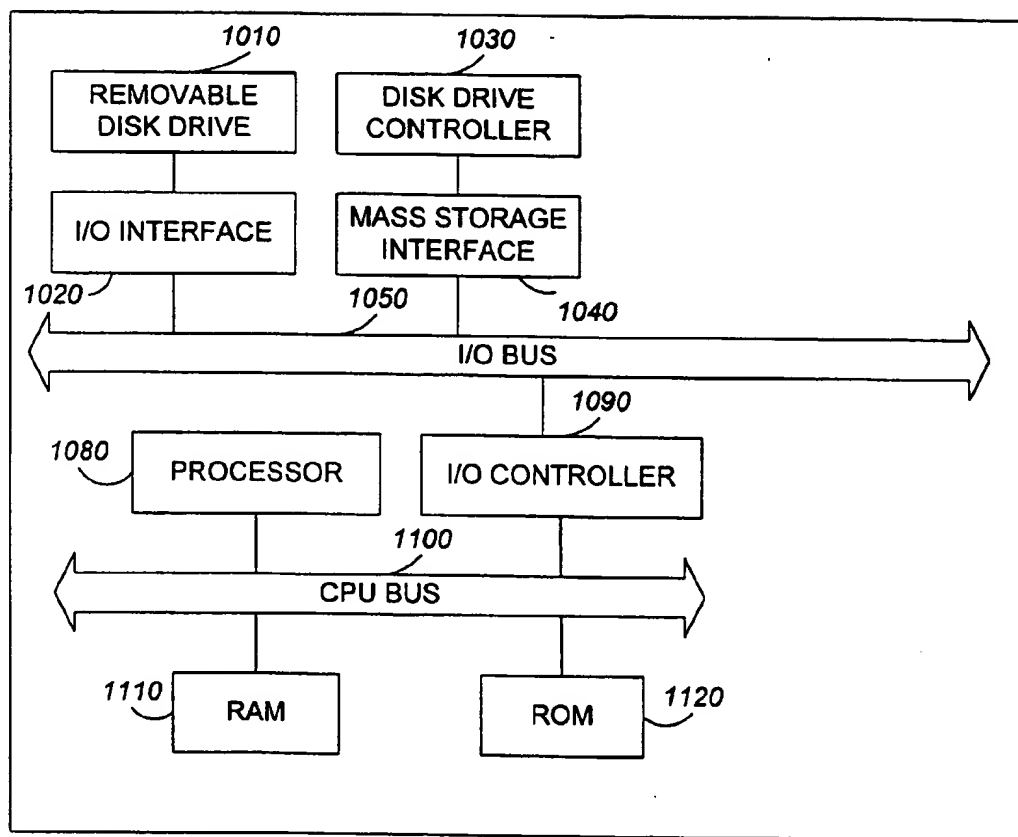 1010
1030
REMOVABLE
DISK DRIVE
DISK DRIVE
CONTROLLER
I/O INTERFACE
MASS STORAGE
INTERFACE
1020
1050
1040
I/O BUS
1090
1080
PROCESSOR
I/O CONTROLLER
1100
CPU BUS
1110
RAM
ROM
1120